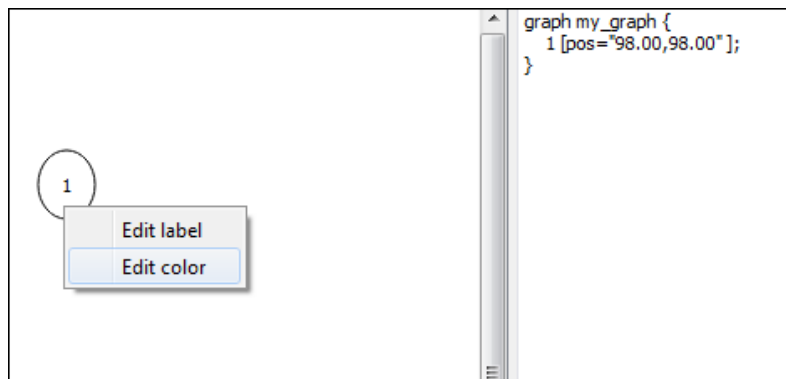 1
Edit label
Edit color
graph my_graph {
1 [pos="98.00,98.00" ];
}